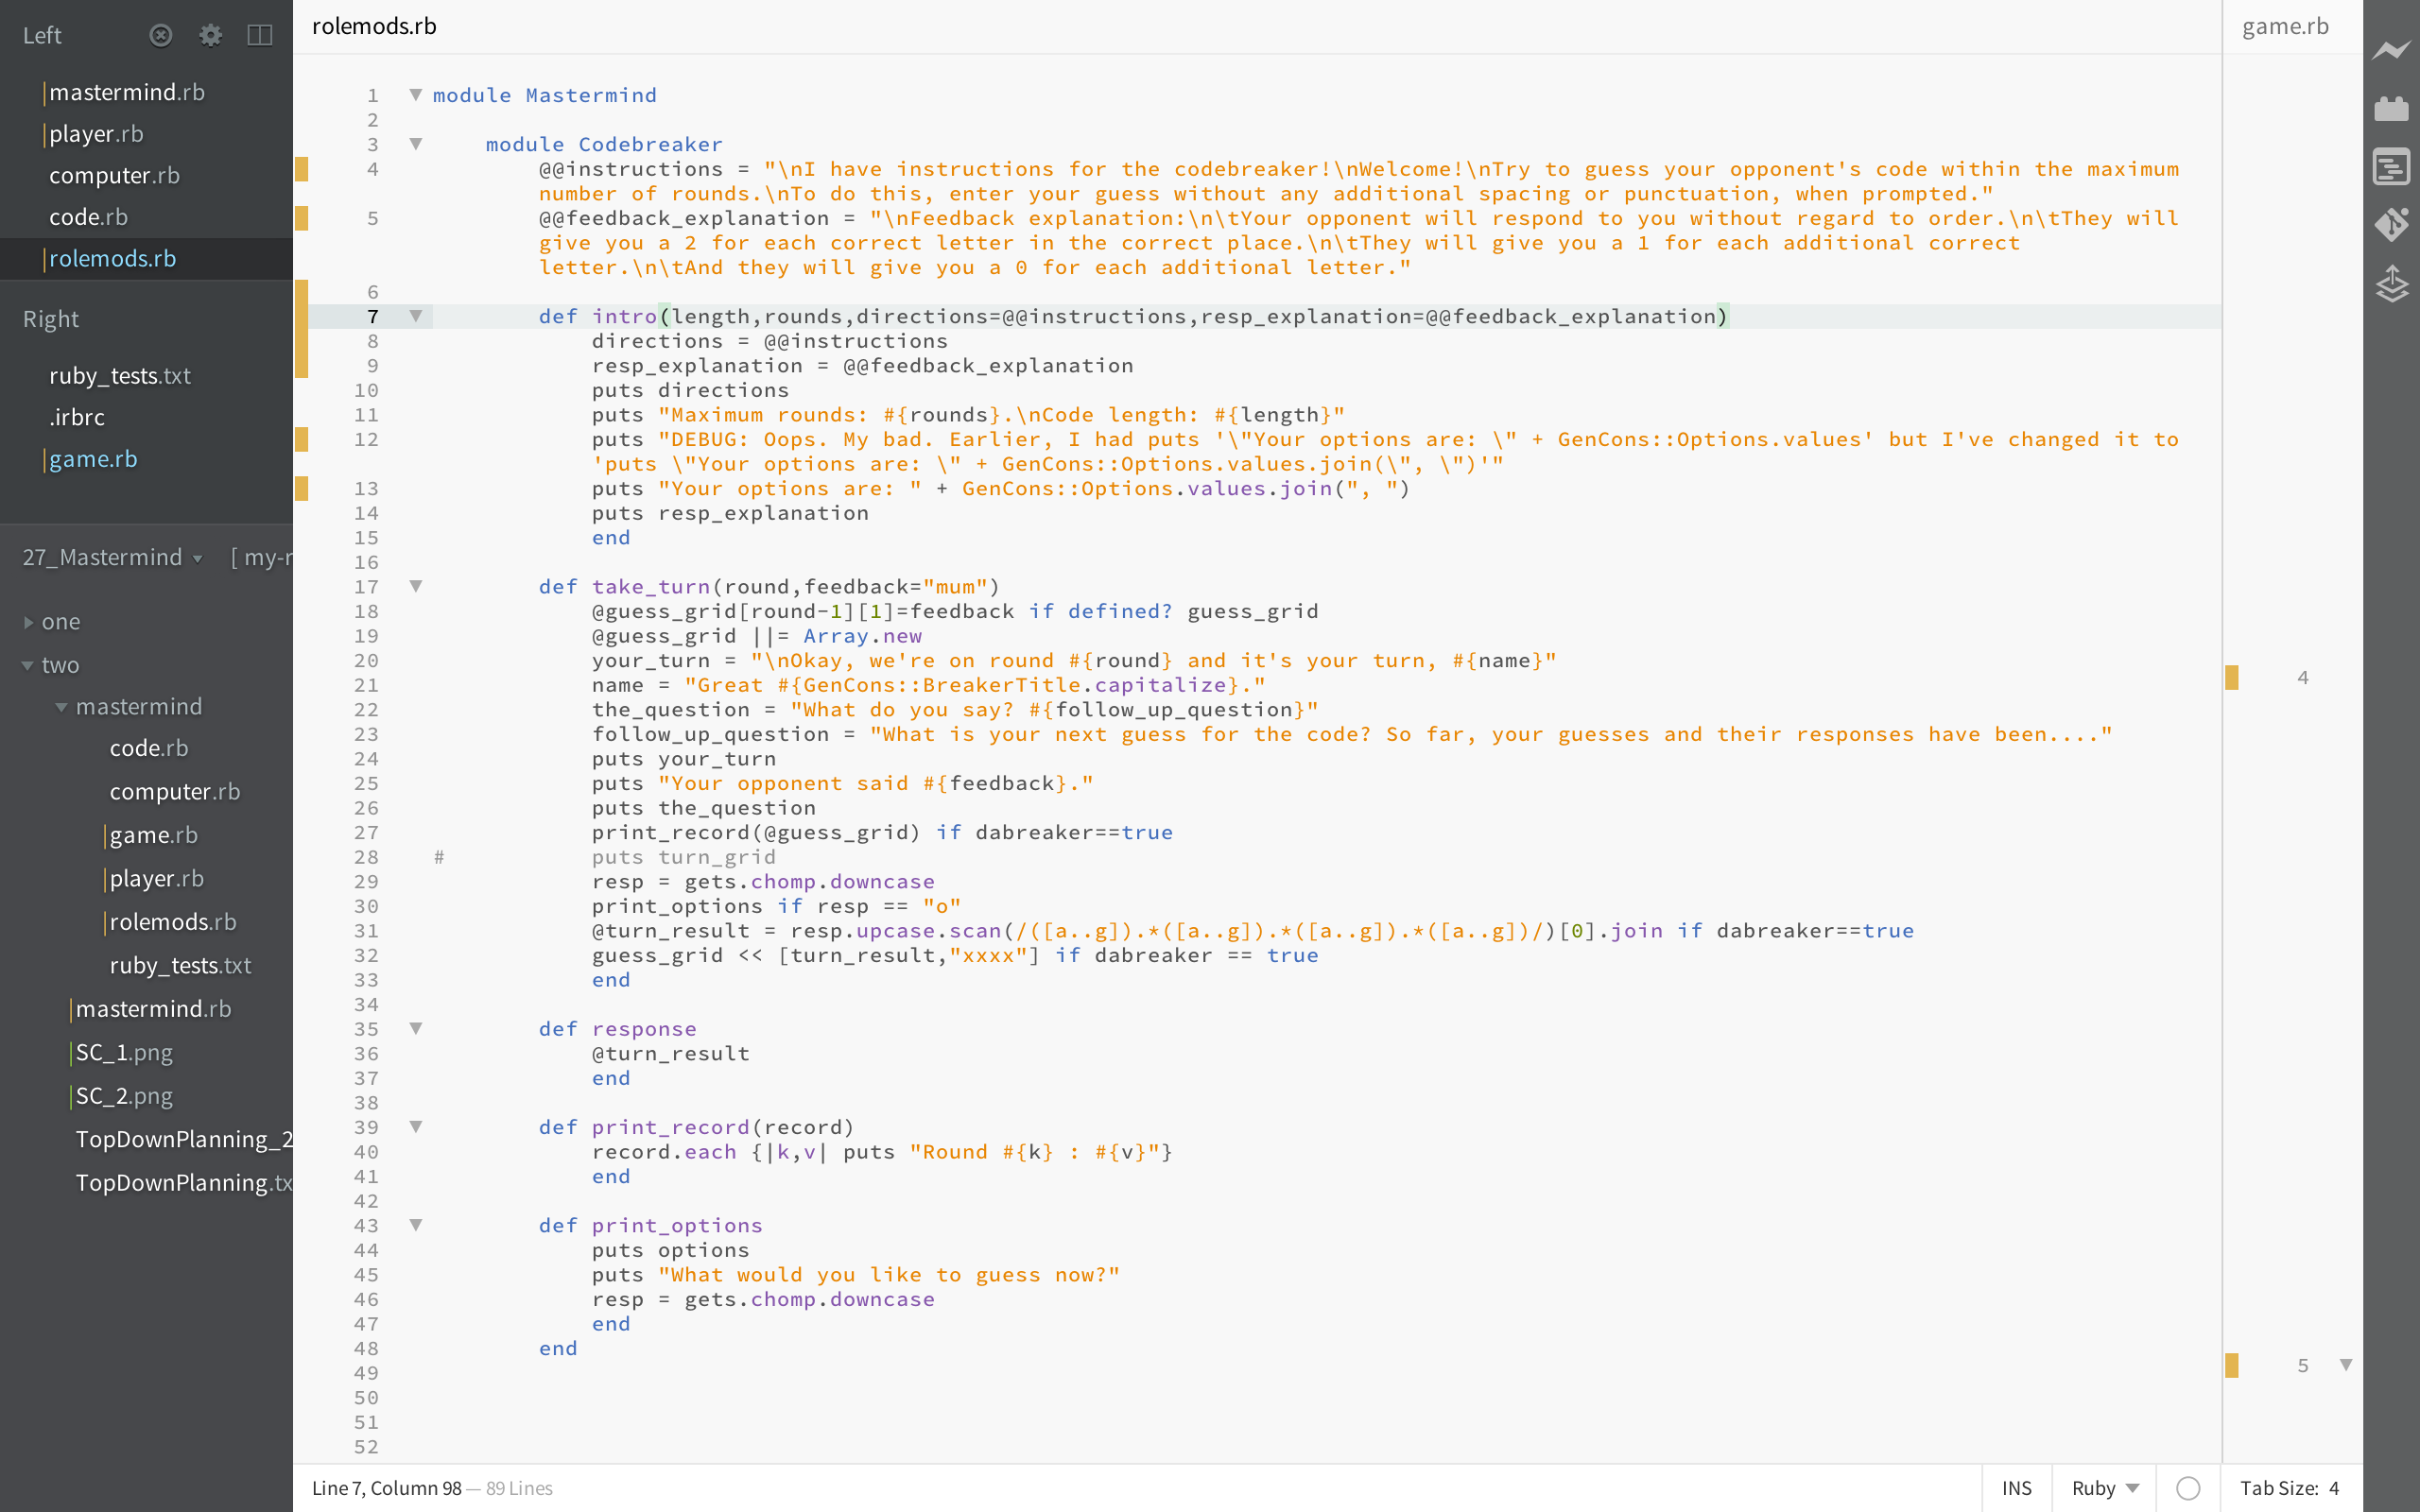 Left
mastermind.rb
player.rb
computer.rb
code.rb
rolemods.rb
Right
ruby_tests.txt
.irbrc
game.rb
27_Mastermind [ my-r
one
two
mastermind
code.rb
computer.rb
game.rb
player.rb
rolemods.rb
ruby_tests.txt
mastermind.rb
SC_1.png
SC_2.png
TopDownPlanning_2
TopDownPlanning.tx
rolemods.rb
1 module Mastermind
2
3 module Codebreaker
4 @@instructions = "\nI have instructions for the codebreaker!\nWelcome!\nTry to guess your opponent's code within the maximum
number of rounds.\nTo do this, enter your guess without any additional spacing or punctuation, when prompted."
5 @@feedback_explanation = "\nFeedback explanation:\n\tYour opponent will respond to you without regard to order.\n\tThey will
give you a 2 for each correct letter in the correct place.\n\tThey will give you a 1 for each additional correct
letter.\n\tAnd they will give you a 0 for each additional letter."
6
7 def intro(length,rounds,directions=@@instructions,resp_explanation=@@feedback_explanation)
8 directions = @@instructions
9 resp_explanation = @@feedback_explanation
10 puts directions
11 puts "Maximum rounds: #{rounds}.\nCode length: #{length}"
12 puts "DEBUG: Oops. My bad. Earlier, I had puts '\"Your options are: \" + GenCons::Options.values' but I've changed it to
'puts \"Your options are: \" + GenCons::Options.values.join(\", \")'"
13 puts "Your options are: " + GenCons::Options.values.join(", ")
14 puts resp_explanation
15 end
16
17 def take_turn(round,feedback="mum")
18 @guess_grid[round-1][1]=feedback if defined? guess_grid
19 @guess_grid ||= Array.new
20 your_turn = "\nOkay, we're on round #{round} and it's your turn, #{name}"
21 name = "Great #{GenCons::BreakerTitle.capitalize}."
22 the_question = "What do you say? #{follow_up_question}"
23 follow_up_question = "What is your next guess for the code? So far, your guesses and their responses have been...."
24 puts your_turn
25 puts "Your opponent said #{feedback}."
26 puts the_question
27 print_record(@guess_grid) if dabreaker==true
28 # puts turn_grid
29 resp = gets.chomp.downcase
30 print_options if resp == "o"
31 @turn_result = resp.upcase.scan(/([a..g]).*([a..g]).*([a..g]).*([a..g])/)[0].join if dabreaker==true
32 guess_grid << [turn_result,"xxxx"] if dabreaker == true
33 end
34
35 def response
36 @turn_result
37 end
38
39 def print_record(record)
40 record.each {|k,v| puts "Round #{k} : #{v}"}
41 end
42
43 def print_options
44 puts options
45 puts "What would you like to guess now?"
46 resp = gets.chomp.downcase
47 end
48 end
49
50
51
52
game.rb
4
5
Line 7, Column 98 — 89 Lines
INS Ruby Tab Size: 4